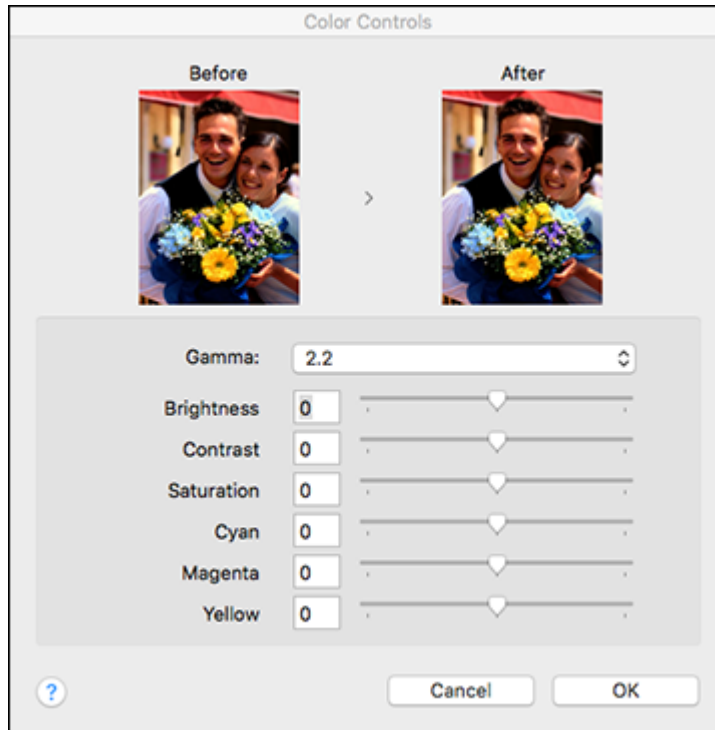 Color Controls
Before After
>
Gamma: 2.2
Brightness 0
Contrast 0
Saturation 0
Cyan 0
Magenta 0
Yellow 0
? Cancel OK